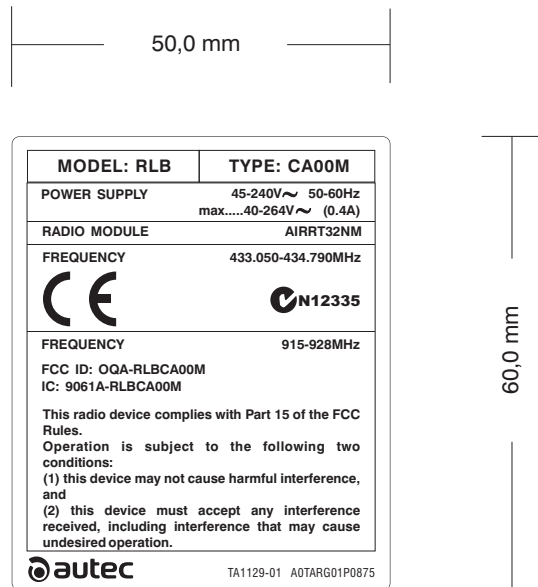 50,0 mm
MODEL: RLB TYPE: CA00M
POWER SUPPLY 45-240V~ 50-60Hz
max.....40-264V~ (0.4A)
RADIO MODULE AIRRT32NM
FREQUENCY 433.050-434.790MHz
CE N12335
FREQUENCY 915-928MHz
FCC ID: OQA-RLBCA00M
IC: 9061A-RLBCA00M
This radio device complies with Part 15 of the FCC
Rules.
Operation is subject to the following two
conditions:
(1) this device may not cause harmful interference,
and
(2) this device must accept any interference
received, including interference that may cause
undesired operation.
autec TA1129-01 A0TARG01P0875
60,0 mm